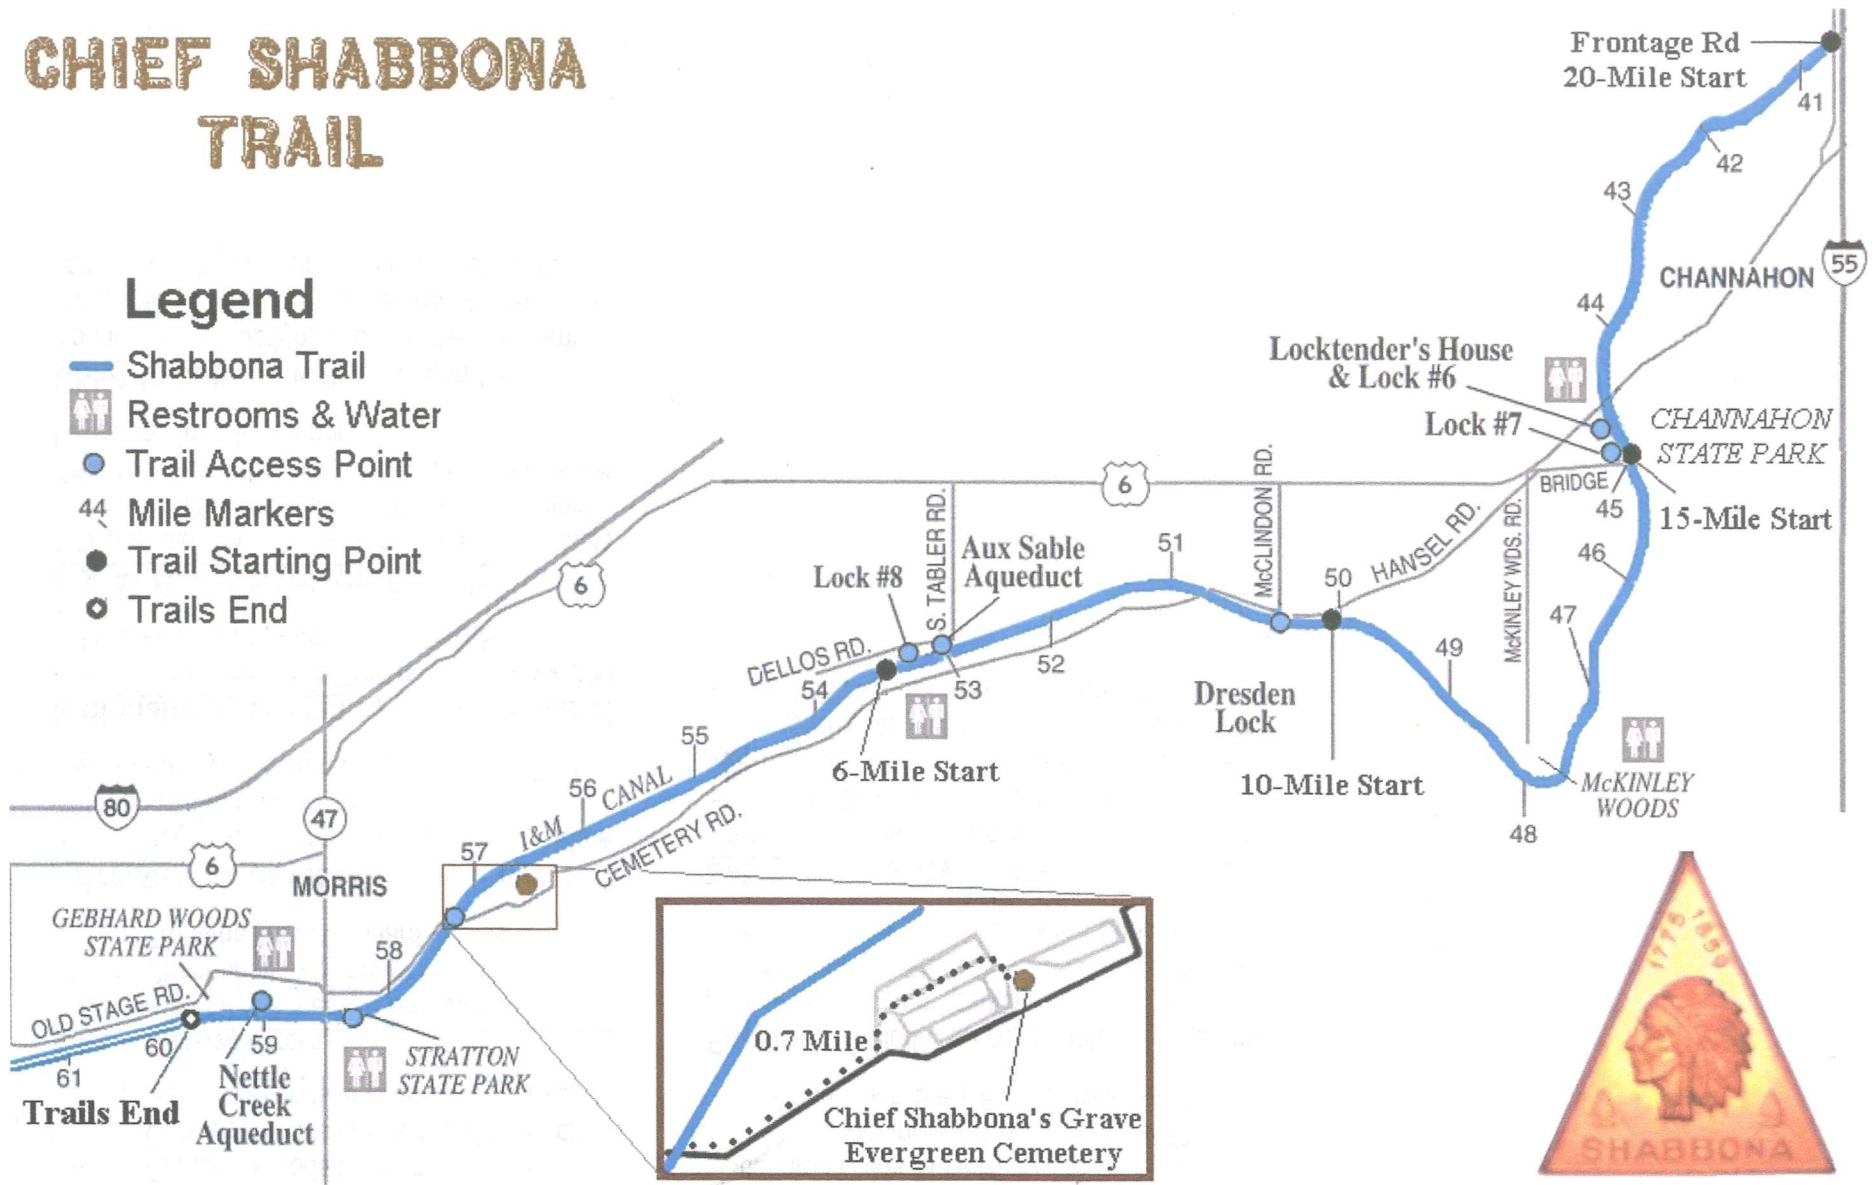 CHIEF SHABBONA
TRAIL
Legend
Shabbona Trail
Restrooms & Water
Trail Access Point
44
Mile Markers
Trail Starting Point
Trails End
Frontage Rd
20-Mile Start
41
42
43
44
55
CHANNAHON
Locktender's House
& Lock #6
Lock #7
CHANNAHON
STATE PARK
BRIDGE
45
15-Mile Start
46
47
McKINLEY WDS. RD.
McKINLEY
WOODS
48
49
50
HANSEL RD.
10-Mile Start
McCLINDON RD.
Dresden
Lock
6
51
52
Aux Sable
Aqueduct
S. TABLER RD.
Lock #8
53
DELLOS RD.
54
6-Mile Start
6
55
56
I&M CANAL
CEMETERY RD.
57
80
47
6
MORRIS
GEBHARD WOODS
STATE PARK
58
OLD STAGE RD.
59
60
61
STRATTON
STATE PARK
Nettle
Creek
Aqueduct
Trails End
0.7 Mile
Chief Shabbona's Grave
Evergreen Cemetery
1775 1859
SHABBONA